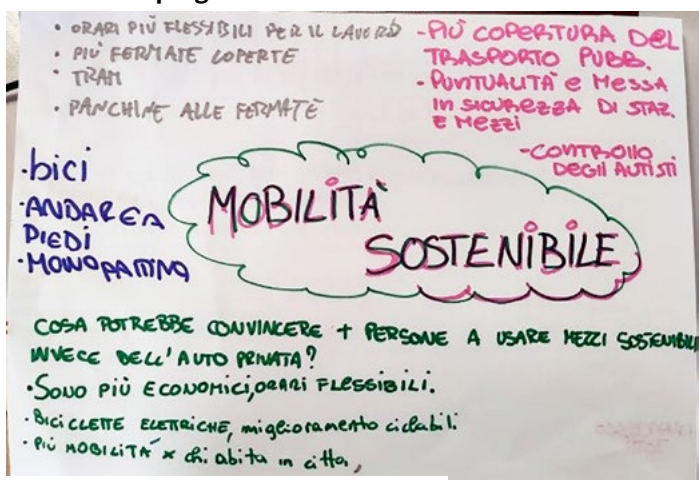 • ORARI PIÙ FLESSIBILI PER IL LAVORO
• PIÙ FERMATE COPERTE
• TRAM
• PANCHINE ALLE FERMATE
- PIÙ COPERTURA DEL
TRASPORTO PUBB.
- PUNTUALITÀ e MESSA
IN SICUREZZA DI STAZ.
E MEZZI
- CONTROLLO
DEGLI AUTISTI
• bici
• ANDARE A
PIEDI
• MONOPATTINO
MOBILITÀ
SOSTENIBILE
COSA POTREBBE CONVINCERE + PERSONE A USARE MEZZI SOSTENIBILI
INVECE DELL'AUTO PRIVATA?
• SONO PIÙ ECONOMICI, ORARI FLESSIBILI.
• BICICLETTE ELETTRICHE, miglioramento ciclabili.
• PIÙ MOBILITÀ x chi abita in città,